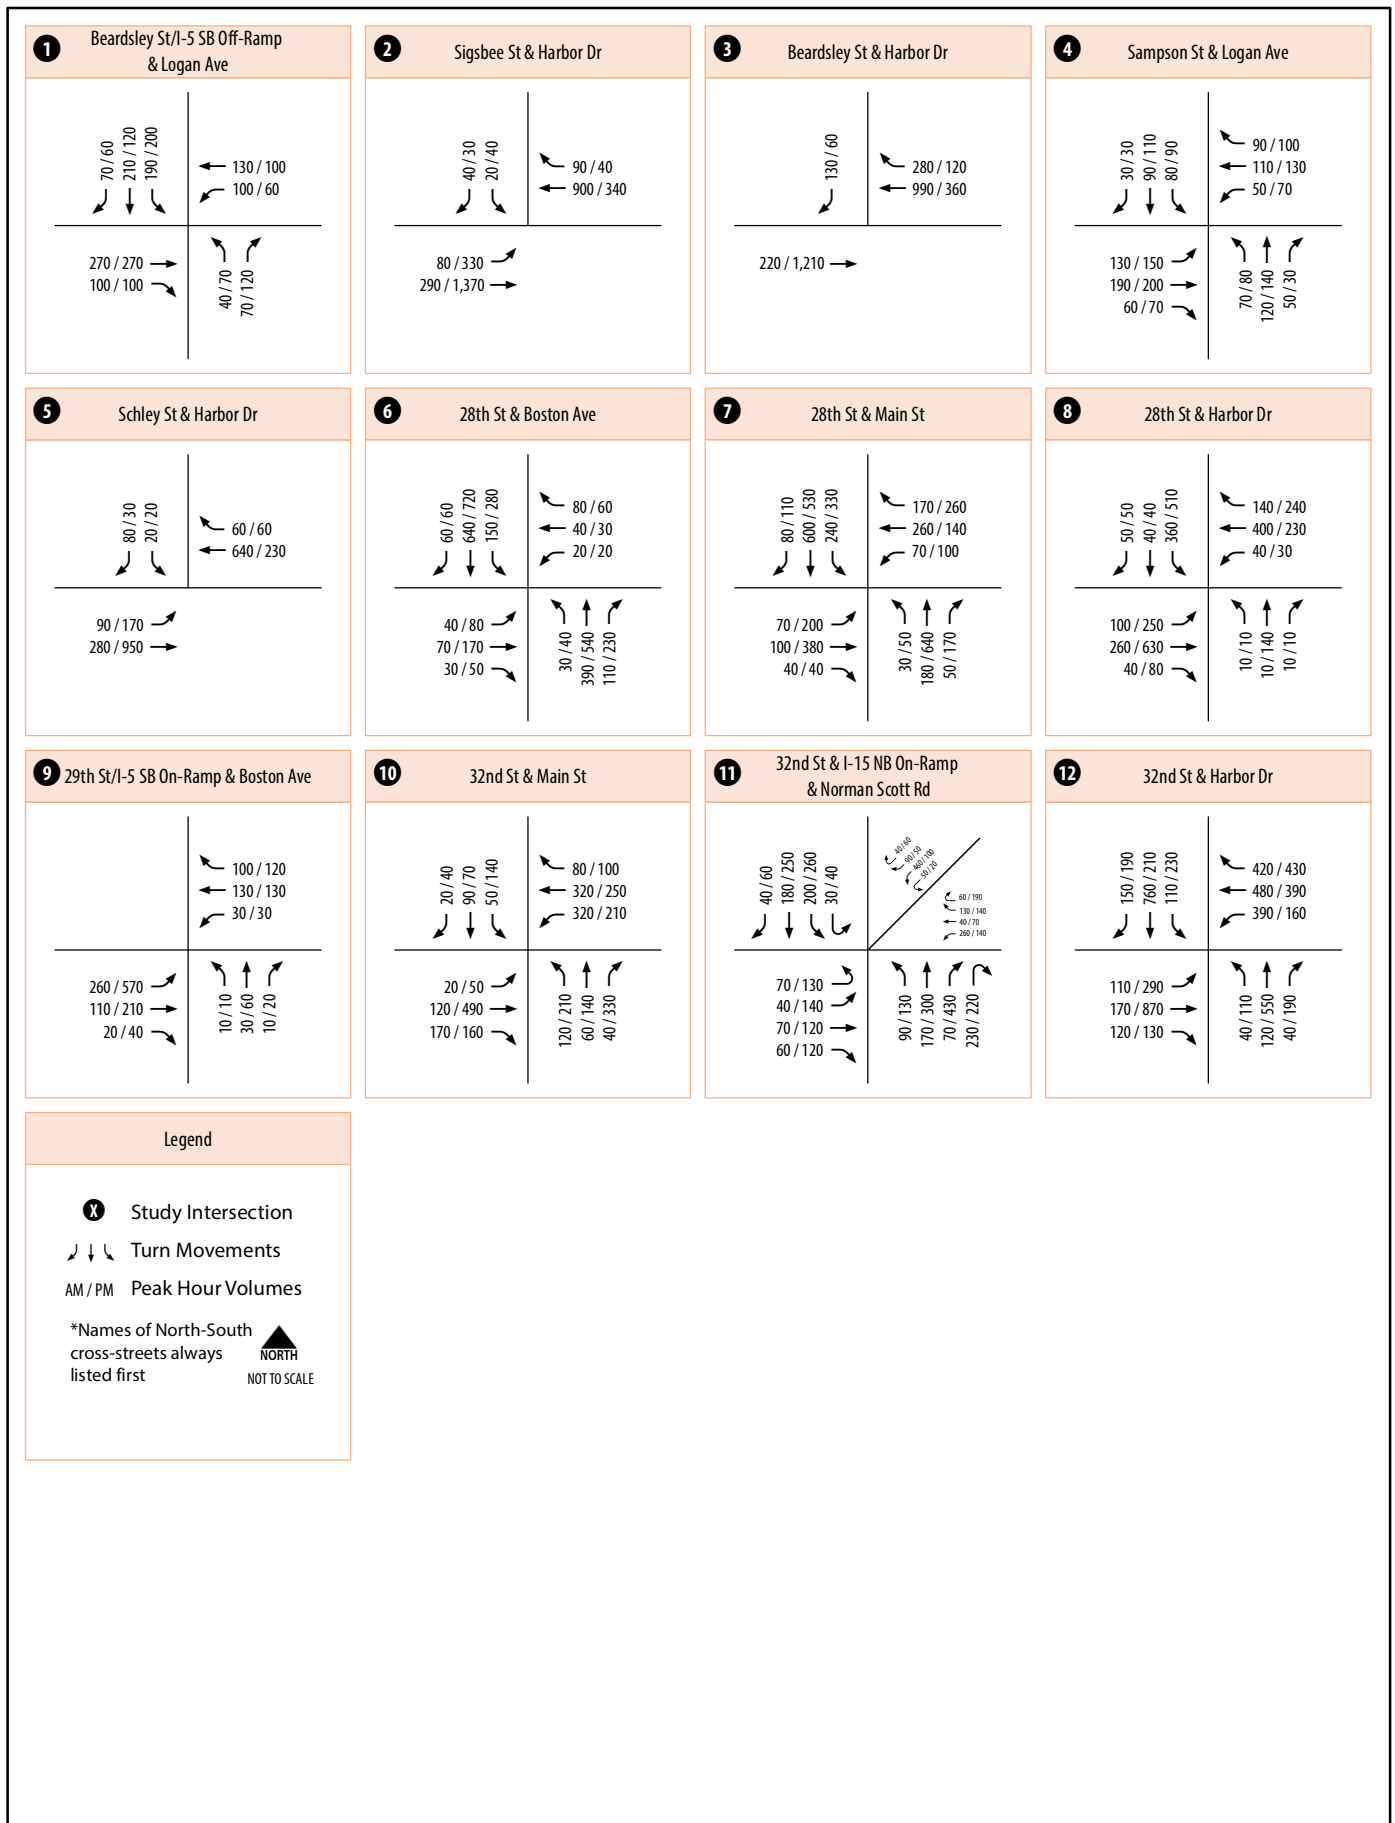 1
Beardsley St/I-5 SB Off-Ramp
& Logan Ave
70 / 60
210 / 120
190 / 200
130 / 100
100 / 60
270 / 270
100 / 100
40 / 70
70 / 120
2
Sigsbee St & Harbor Dr
40 / 30
20 / 40
90 / 40
900 / 340
80 / 330
290 / 1,370
3
Beardsley St & Harbor Dr
130 / 60
280 / 120
990 / 360
220 / 1,210
4
Sampson St & Logan Ave
30 / 30
90 / 110
80 / 90
90 / 100
110 / 130
50 / 70
130 / 150
190 / 200
60 / 70
70 / 80
120 / 140
50 / 30
5
Schley St & Harbor Dr
80 / 30
20 / 20
60 / 60
640 / 230
90 / 170
280 / 950
6
28th St & Boston Ave
60 / 60
640 / 720
150 / 280
80 / 60
40 / 30
20 / 20
40 / 80
70 / 170
30 / 50
30 / 40
390 / 540
110 / 230
7
28th St & Main St
80 / 110
600 / 530
240 / 330
170 / 260
260 / 140
70 / 100
70 / 200
100 / 380
40 / 40
30 / 50
180 / 640
50 / 170
8
28th St & Harbor Dr
50 / 50
40 / 40
360 / 510
140 / 240
400 / 230
40 / 30
100 / 250
260 / 630
40 / 80
10 / 10
10 / 140
10 / 10
9
29th St/I-5 SB On-Ramp & Boston Ave
100 / 120
130 / 130
30 / 30
260 / 570
110 / 210
20 / 40
10 / 10
30 / 60
10 / 20
10
32nd St & Main St
20 / 40
90 / 70
50 / 140
80 / 100
320 / 250
320 / 210
20 / 50
120 / 490
170 / 160
120 / 210
60 / 140
40 / 330
11
32nd St & I-15 NB On-Ramp
& Norman Scott Rd
40 / 60
180 / 250
200 / 260
30 / 40
40 / 60
90 / 50
460 / 100
50 / 20
60 / 190
130 / 140
40 / 70
260 / 140
70 / 130
40 / 140
70 / 120
60 / 120
90 / 130
170 / 300
70 / 430
230 / 220
12
32nd St & Harbor Dr
150 / 190
760 / 210
110 / 230
420 / 430
480 / 390
390 / 160
110 / 290
170 / 870
120 / 130
40 / 110
120 / 550
40 / 190
Legend
X Study Intersection
Turn Movements
AM / PM Peak Hour Volumes
*Names of North-South
cross-streets always
listed first
NORTH
NOT TO SCALE